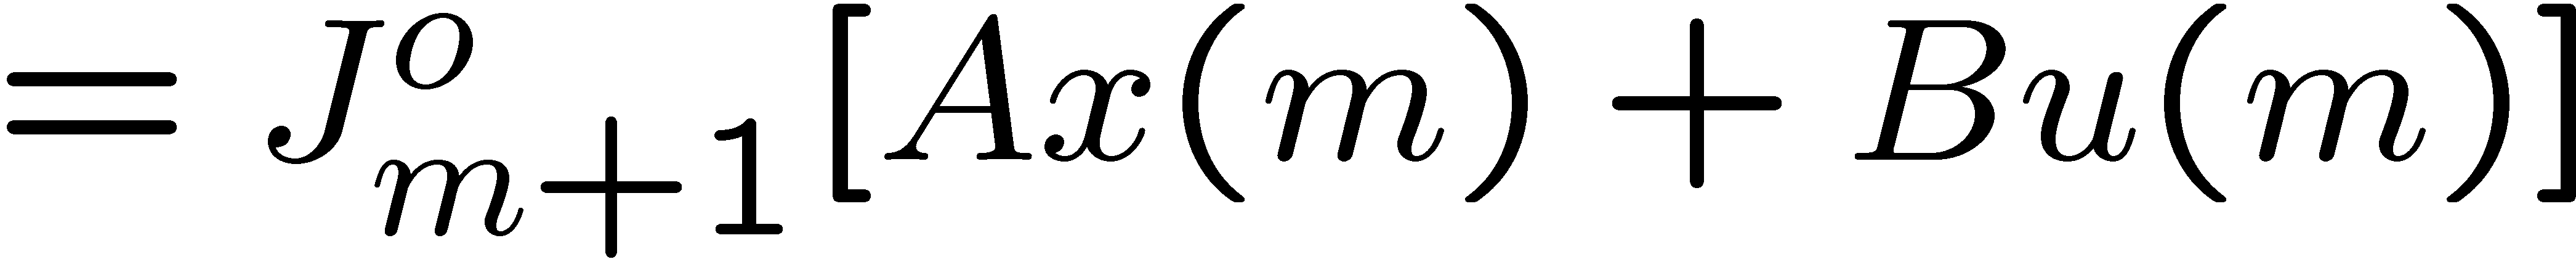 = J^o_{m+1}[Ax(m) + Bu(m)]